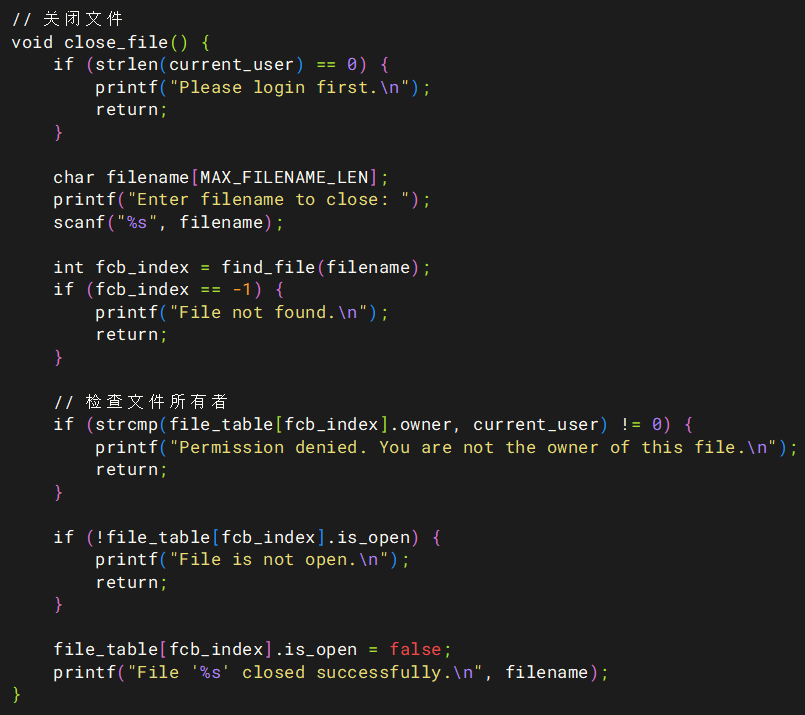 // 关闭文件
void close_file() {
    if (strlen(current_user) == 0) {
        printf("Please login first.\n");
        return;
    }

    char filename[MAX_FILENAME_LEN];
    printf("Enter filename to close: ");
    scanf("%s", filename);

    int fcb_index = find_file(filename);
    if (fcb_index == -1) {
        printf("File not found.\n");
        return;
    }

    // 检查文件所有者
    if (strcmp(file_table[fcb_index].owner, current_user) != 0) {
        printf("Permission denied. You are not the owner of this file.\n");
        return;
    }

    if (!file_table[fcb_index].is_open) {
        printf("File is not open.\n");
        return;
    }

    file_table[fcb_index].is_open = false;
    printf("File '%s' closed successfully.\n", filename);
}